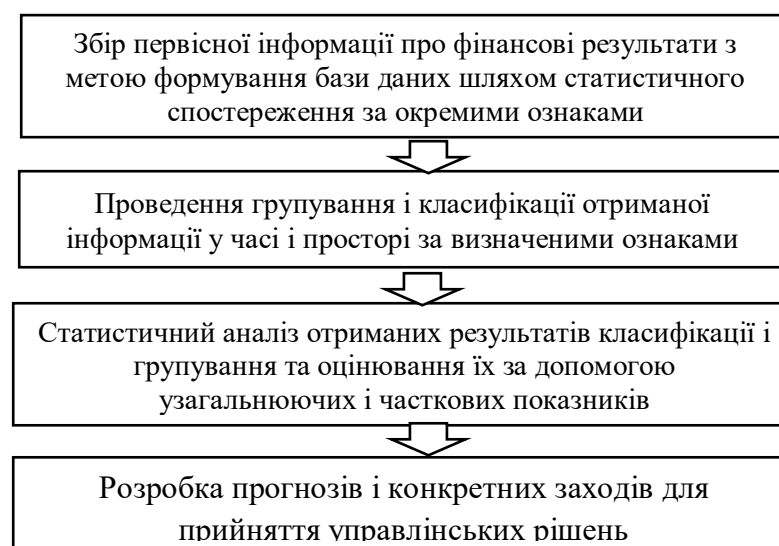 Збір первісної інформації про фінансові результати з
метою формування бази даних шляхом статистичного
спостереження за окремими ознаками
Проведення групування і класифікації отриманої
інформації у часі і просторі за визначеними ознаками
Статистичний аналіз отриманих результатів класифікації і
групування та оцінювання їх за допомогою
узагальнюючих і часткових показників
Розробка прогнозів і конкретних заходів для
прийняття управлінських рішень